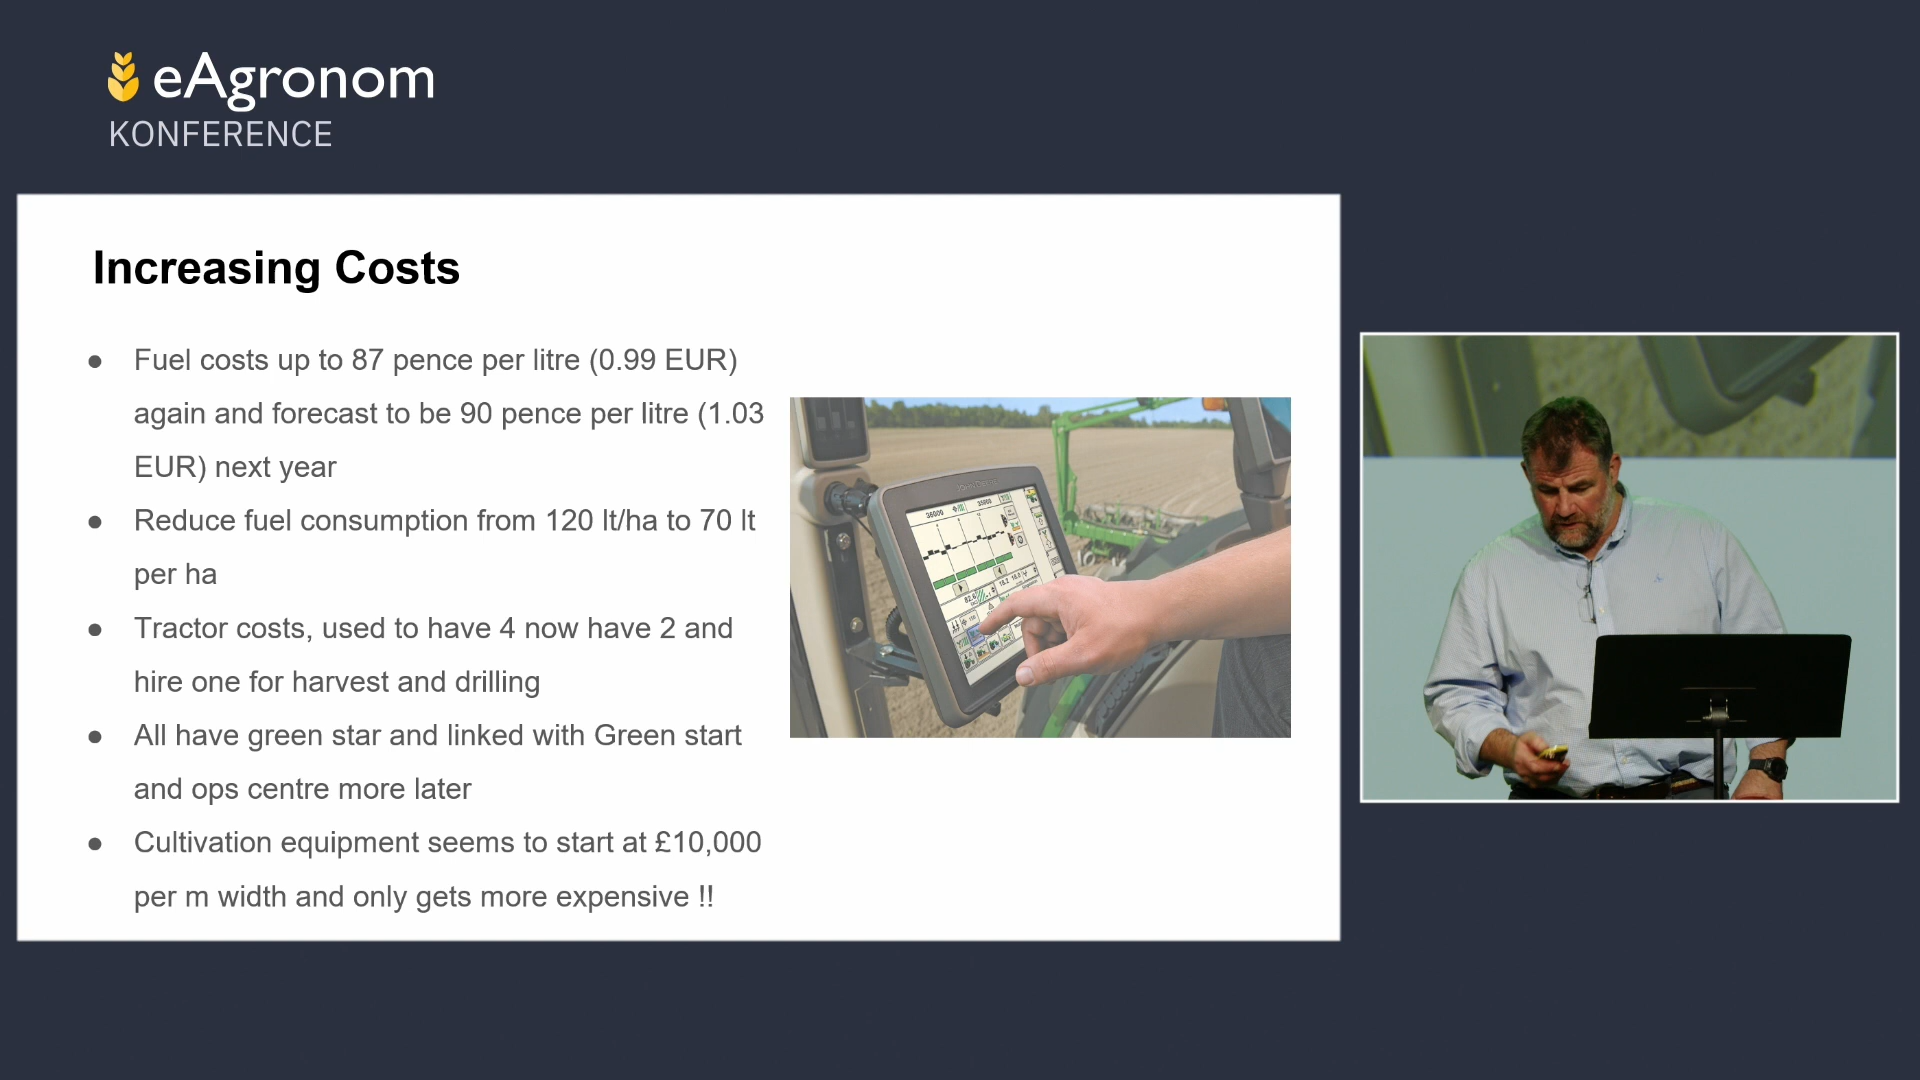 eAgronom
KONFERENCE
Increasing Costs
● Fuel costs up to 87 pence per litre (0.99 EUR)
again and forecast to be 90 pence per litre (1.03
EUR) next year
● Reduce fuel consumption from 120 lt/ha to 70 lt
per ha
● Tractor costs, used to have 4 now have 2 and
hire one for harvest and drilling
● All have green star and linked with Green start
and ops centre more later
● Cultivation equipment seems to start at £10,000
per m width and only gets more expensive !!
JOHN DEERE
36000 35000